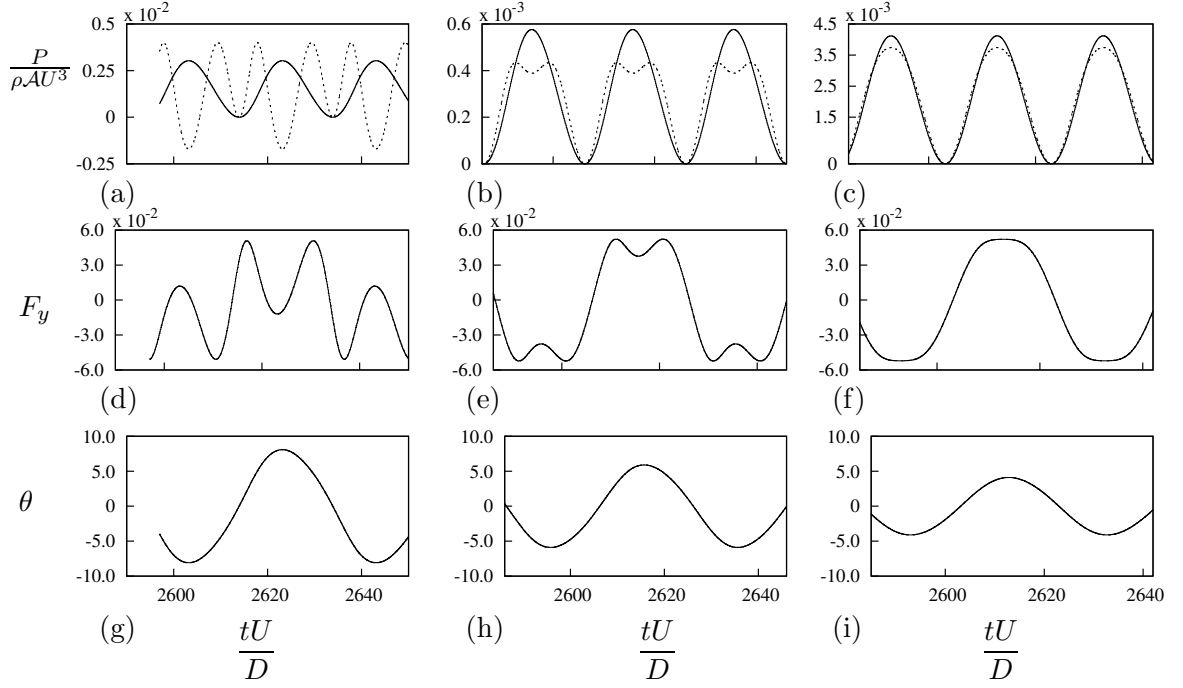 x 10⁻² x 10⁻³ x 10⁻³
P/ρ𝒜U³
0.5 0.6 4.5
0.25 0.4 3.5
0 0.2 1.5
-0.25 0 0
(a) (b) (c)
x 10⁻² x 10⁻² x 10⁻²
F_y
6.0 6.0 6.0
3.0 3.0 3.0
0 0 0
-3.0 -3.0 -3.0
-6.0 -6.0 -6.0
(d) (e) (f)
θ
10.0 10.0 10.0
5.0 5.0 5.0
0 0 0
-5.0 -5.0 -5.0
-10.0 -10.0 -10.0
2600 2620 2640 2600 2620 2640 2600 2620 2640
(g) (h) (i)
tU/D tU/D tU/D